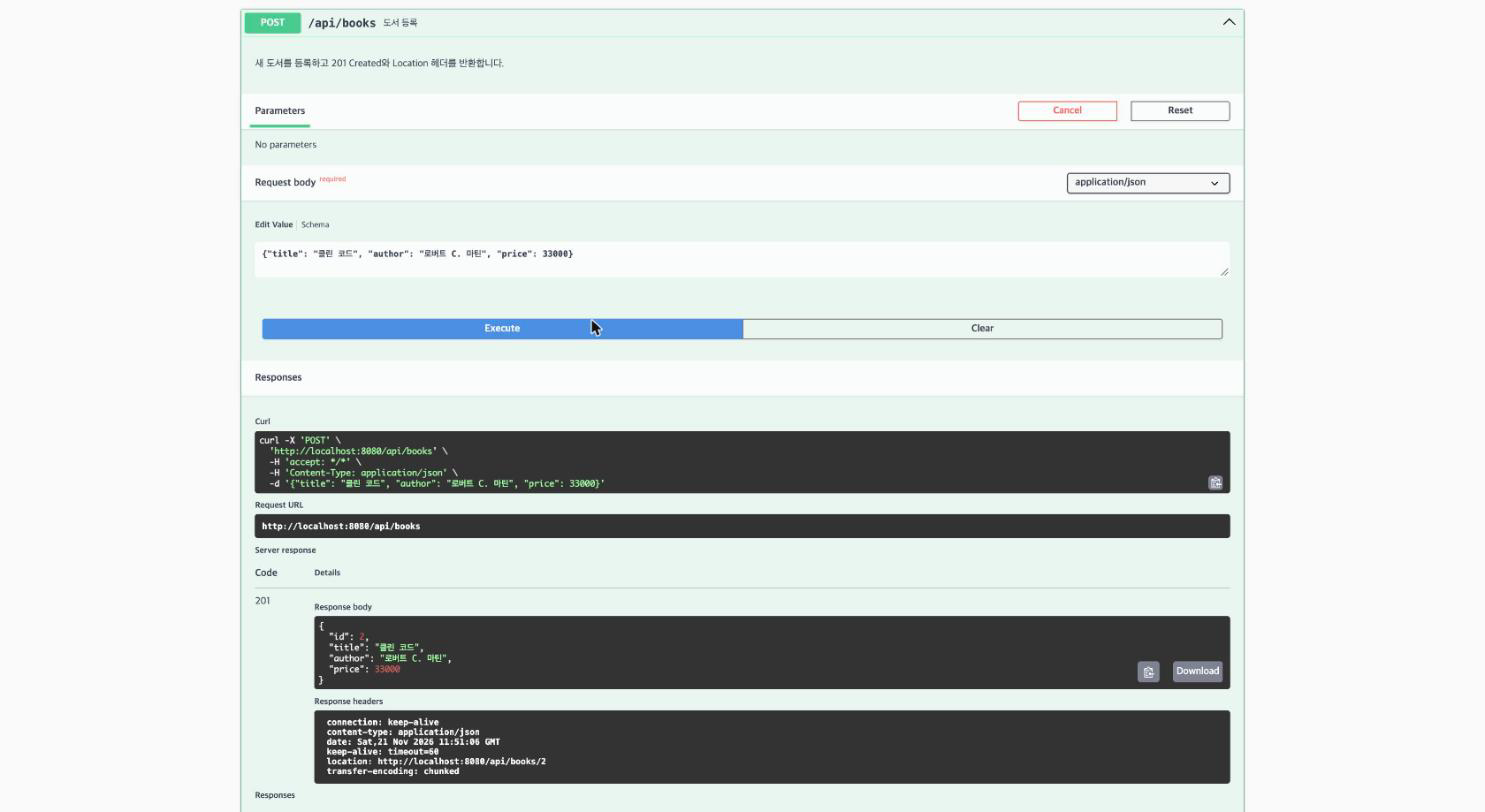 POST /api/books 도서 등록
새 도서를 등록하고 201 Created와 Location 헤더를 반환합니다.
Parameters
Cancel
Reset
No parameters
Request body required
application/json
Edit Value | Schema
{"title": "클린 코드", "author": "로버트 C. 마틴", "price": 33000}
Execute
Clear
Responses
Curl
curl -X 'POST' \
'http://localhost:8080/api/books' \
-H 'accept: */*' \
-H 'Content-Type: application/json' \
-d '{"title": "클린 코드", "author": "로버트 C. 마틴", "price": 33000}'
Request URL
http://localhost:8080/api/books
Server response
Code Details
201
Response body
{
"id": 2,
"title": "클린 코드",
"author": "로버트 C. 마틴",
"price": 33000
}
Download
Response headers
connection: keep-alive
content-type: application/json
date: Sat,21 Nov 2026 11:51:06 GMT
keep-alive: timeout=60
location: http://localhost:8080/api/books/2
transfer-encoding: chunked
Responses